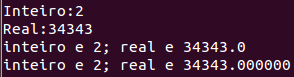 Inteiro:2
Real:34343
inteiro e 2; real e 34343.0
inteiro e 2; real e 34343.000000